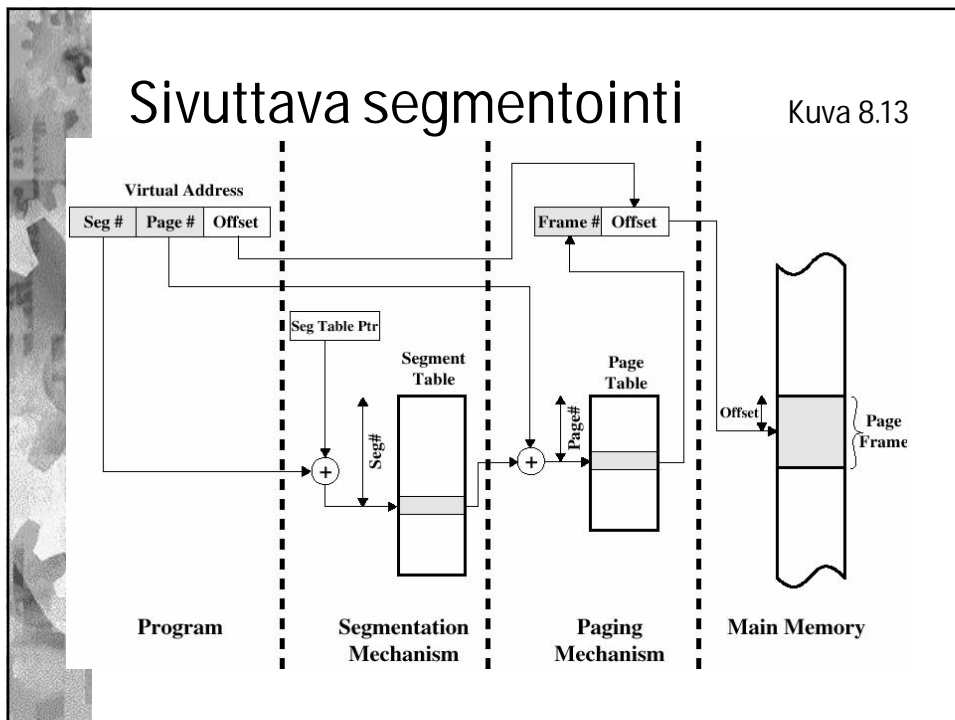 Sivuttava segmentointi
Kuva 8.13
Virtual Address
Seg #
Page #
Offset
Frame #
Offset
Seg Table Ptr
Segment
Table
Page
Table
Seg#
Page#
Offset
Page
Frame
+
+
Program
Segmentation
Mechanism
Paging
Mechanism
Main Memory